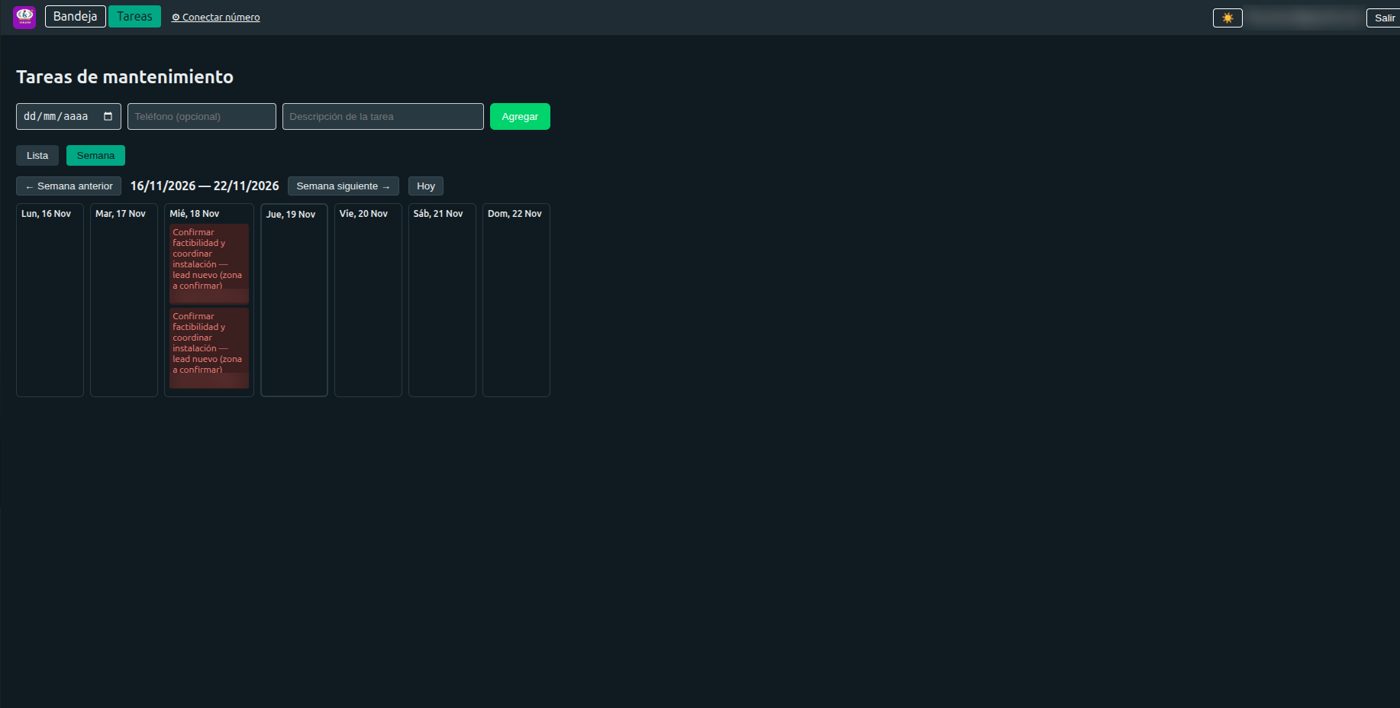 Bandeja
Tareas
⚙ Conectar número
Salir
Tareas de mantenimiento
dd/mm/aaaa
Teléfono (opcional)
Descripción de la tarea
Agregar
Lista
Semana
← Semana anterior
16/11/2026 — 22/11/2026
Semana siguiente →
Hoy
Lun, 16 Nov
Mar, 17 Nov
Mié, 18 Nov
Confirmar
factibilidad y
coordinar
instalación —
lead nuevo (zona
a confirmar)
Confirmar
factibilidad y
coordinar
instalación —
lead nuevo (zona
a confirmar)
Jue, 19 Nov
Vie, 20 Nov
Sáb, 21 Nov
Dom, 22 Nov